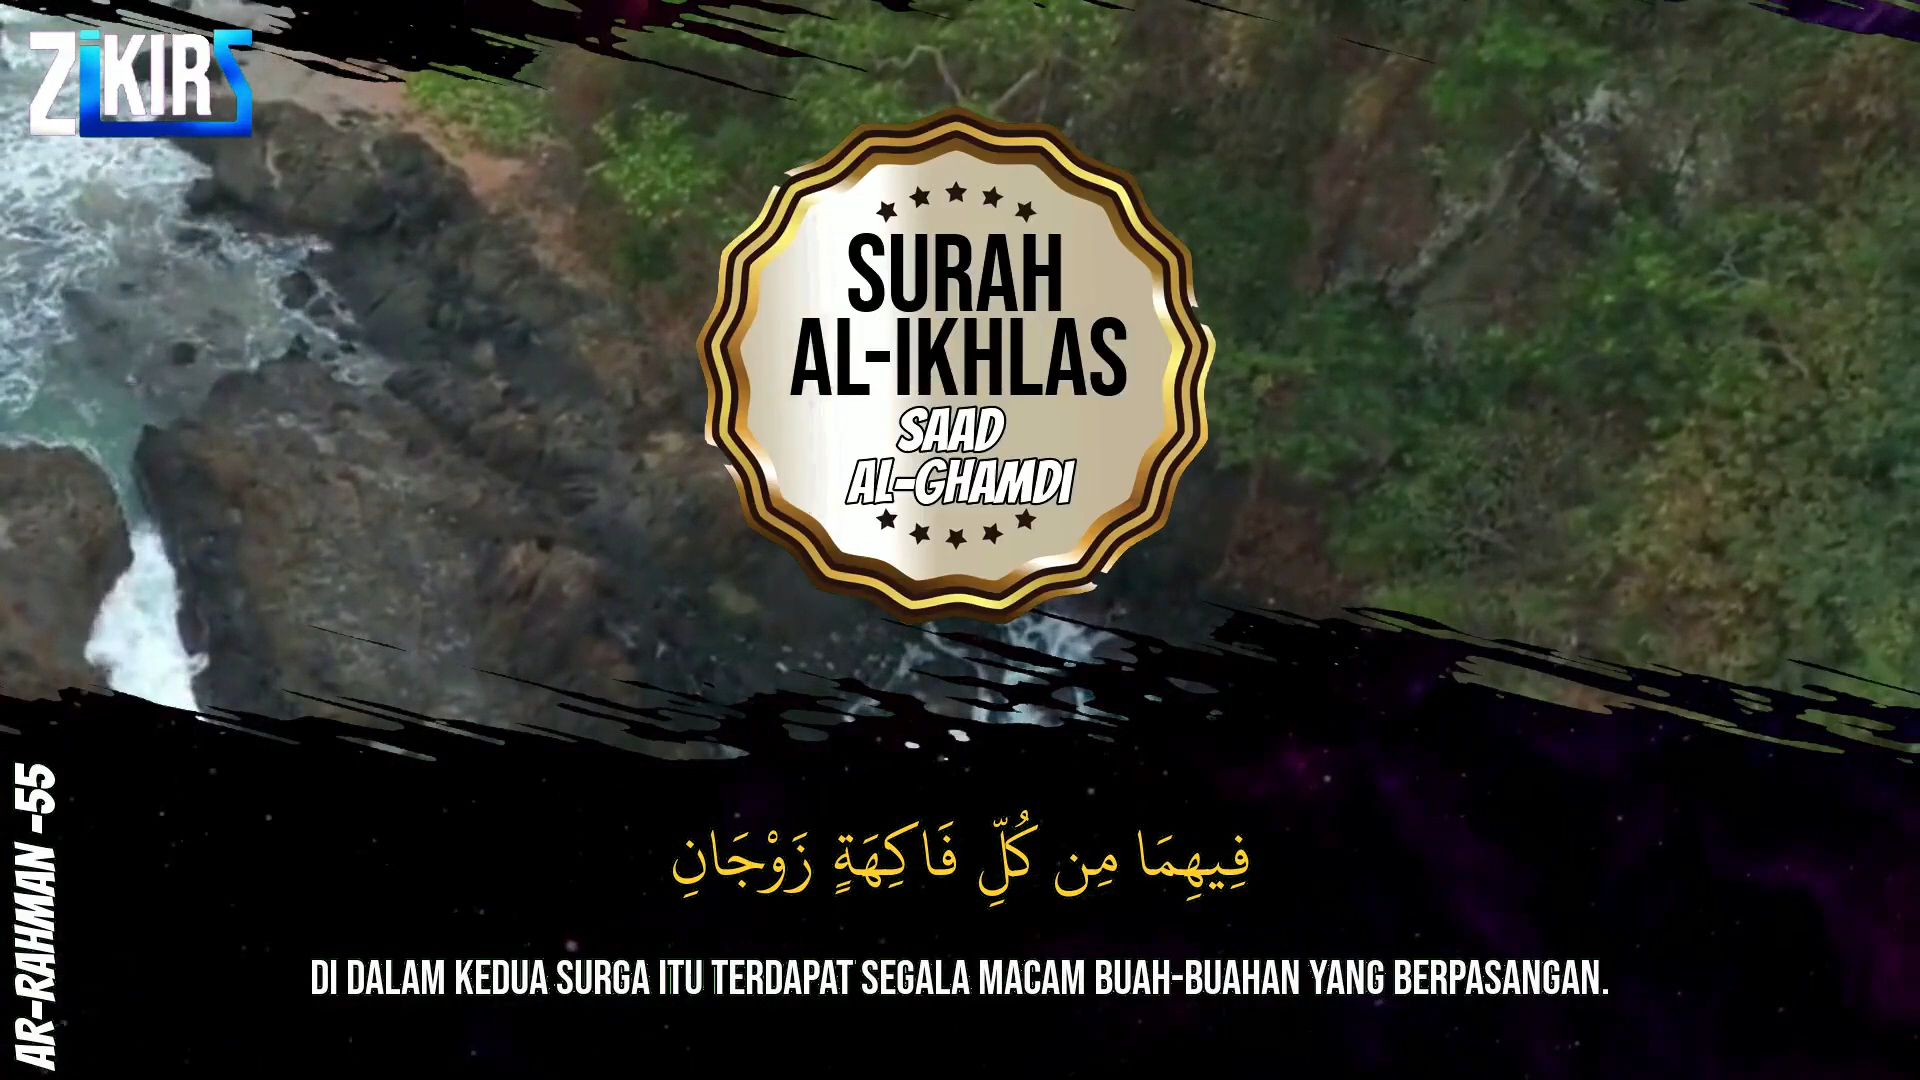 ZiKIRS
SURAH
AL-IKHLAS
SAAD
AL-GHAMDI
AR-RAHMAN -55
فِيهِمَا مِن كُلِّ فَاكِهَةٍ زَوْجَانِ
DI DALAM KEDUA SURGA ITU TERDAPAT SEGALA MACAM BUAH-BUAHAN YANG BERPASANGAN.